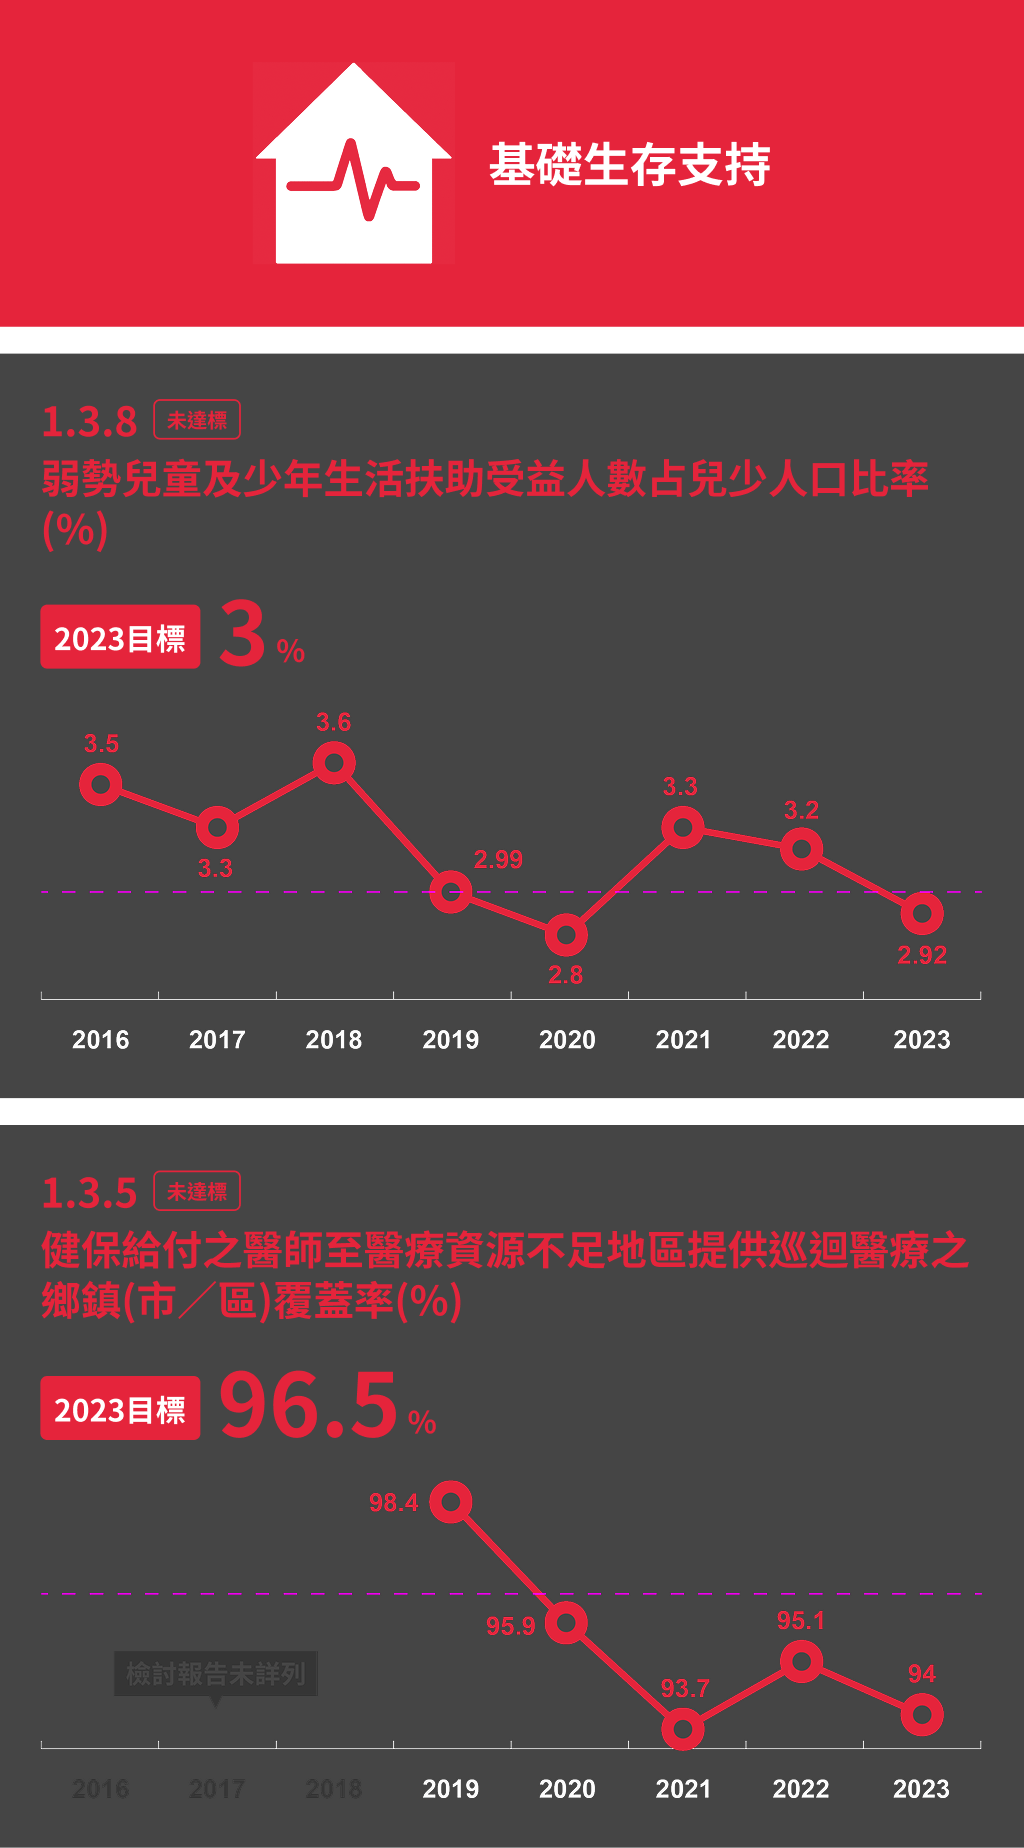 基礎生存支持
1.3.8 未達標
弱勢兒童及少年生活扶助受益人數占兒少人口比率
(%)
2023目標 3 %
3.5
3.3
3.6
2.99
2.8
3.3
3.2
2.92
2016 2017 2018 2019 2020 2021 2022 2023
1.3.5 未達標
健保給付之醫師至醫療資源不足地區提供巡迴醫療之
鄉鎮(市／區)覆蓋率(%)
2023目標 96.5 %
98.4
95.9
93.7
95.1
94
檢討報告未詳列
2016 2017 2018 2019 2020 2021 2022 2023